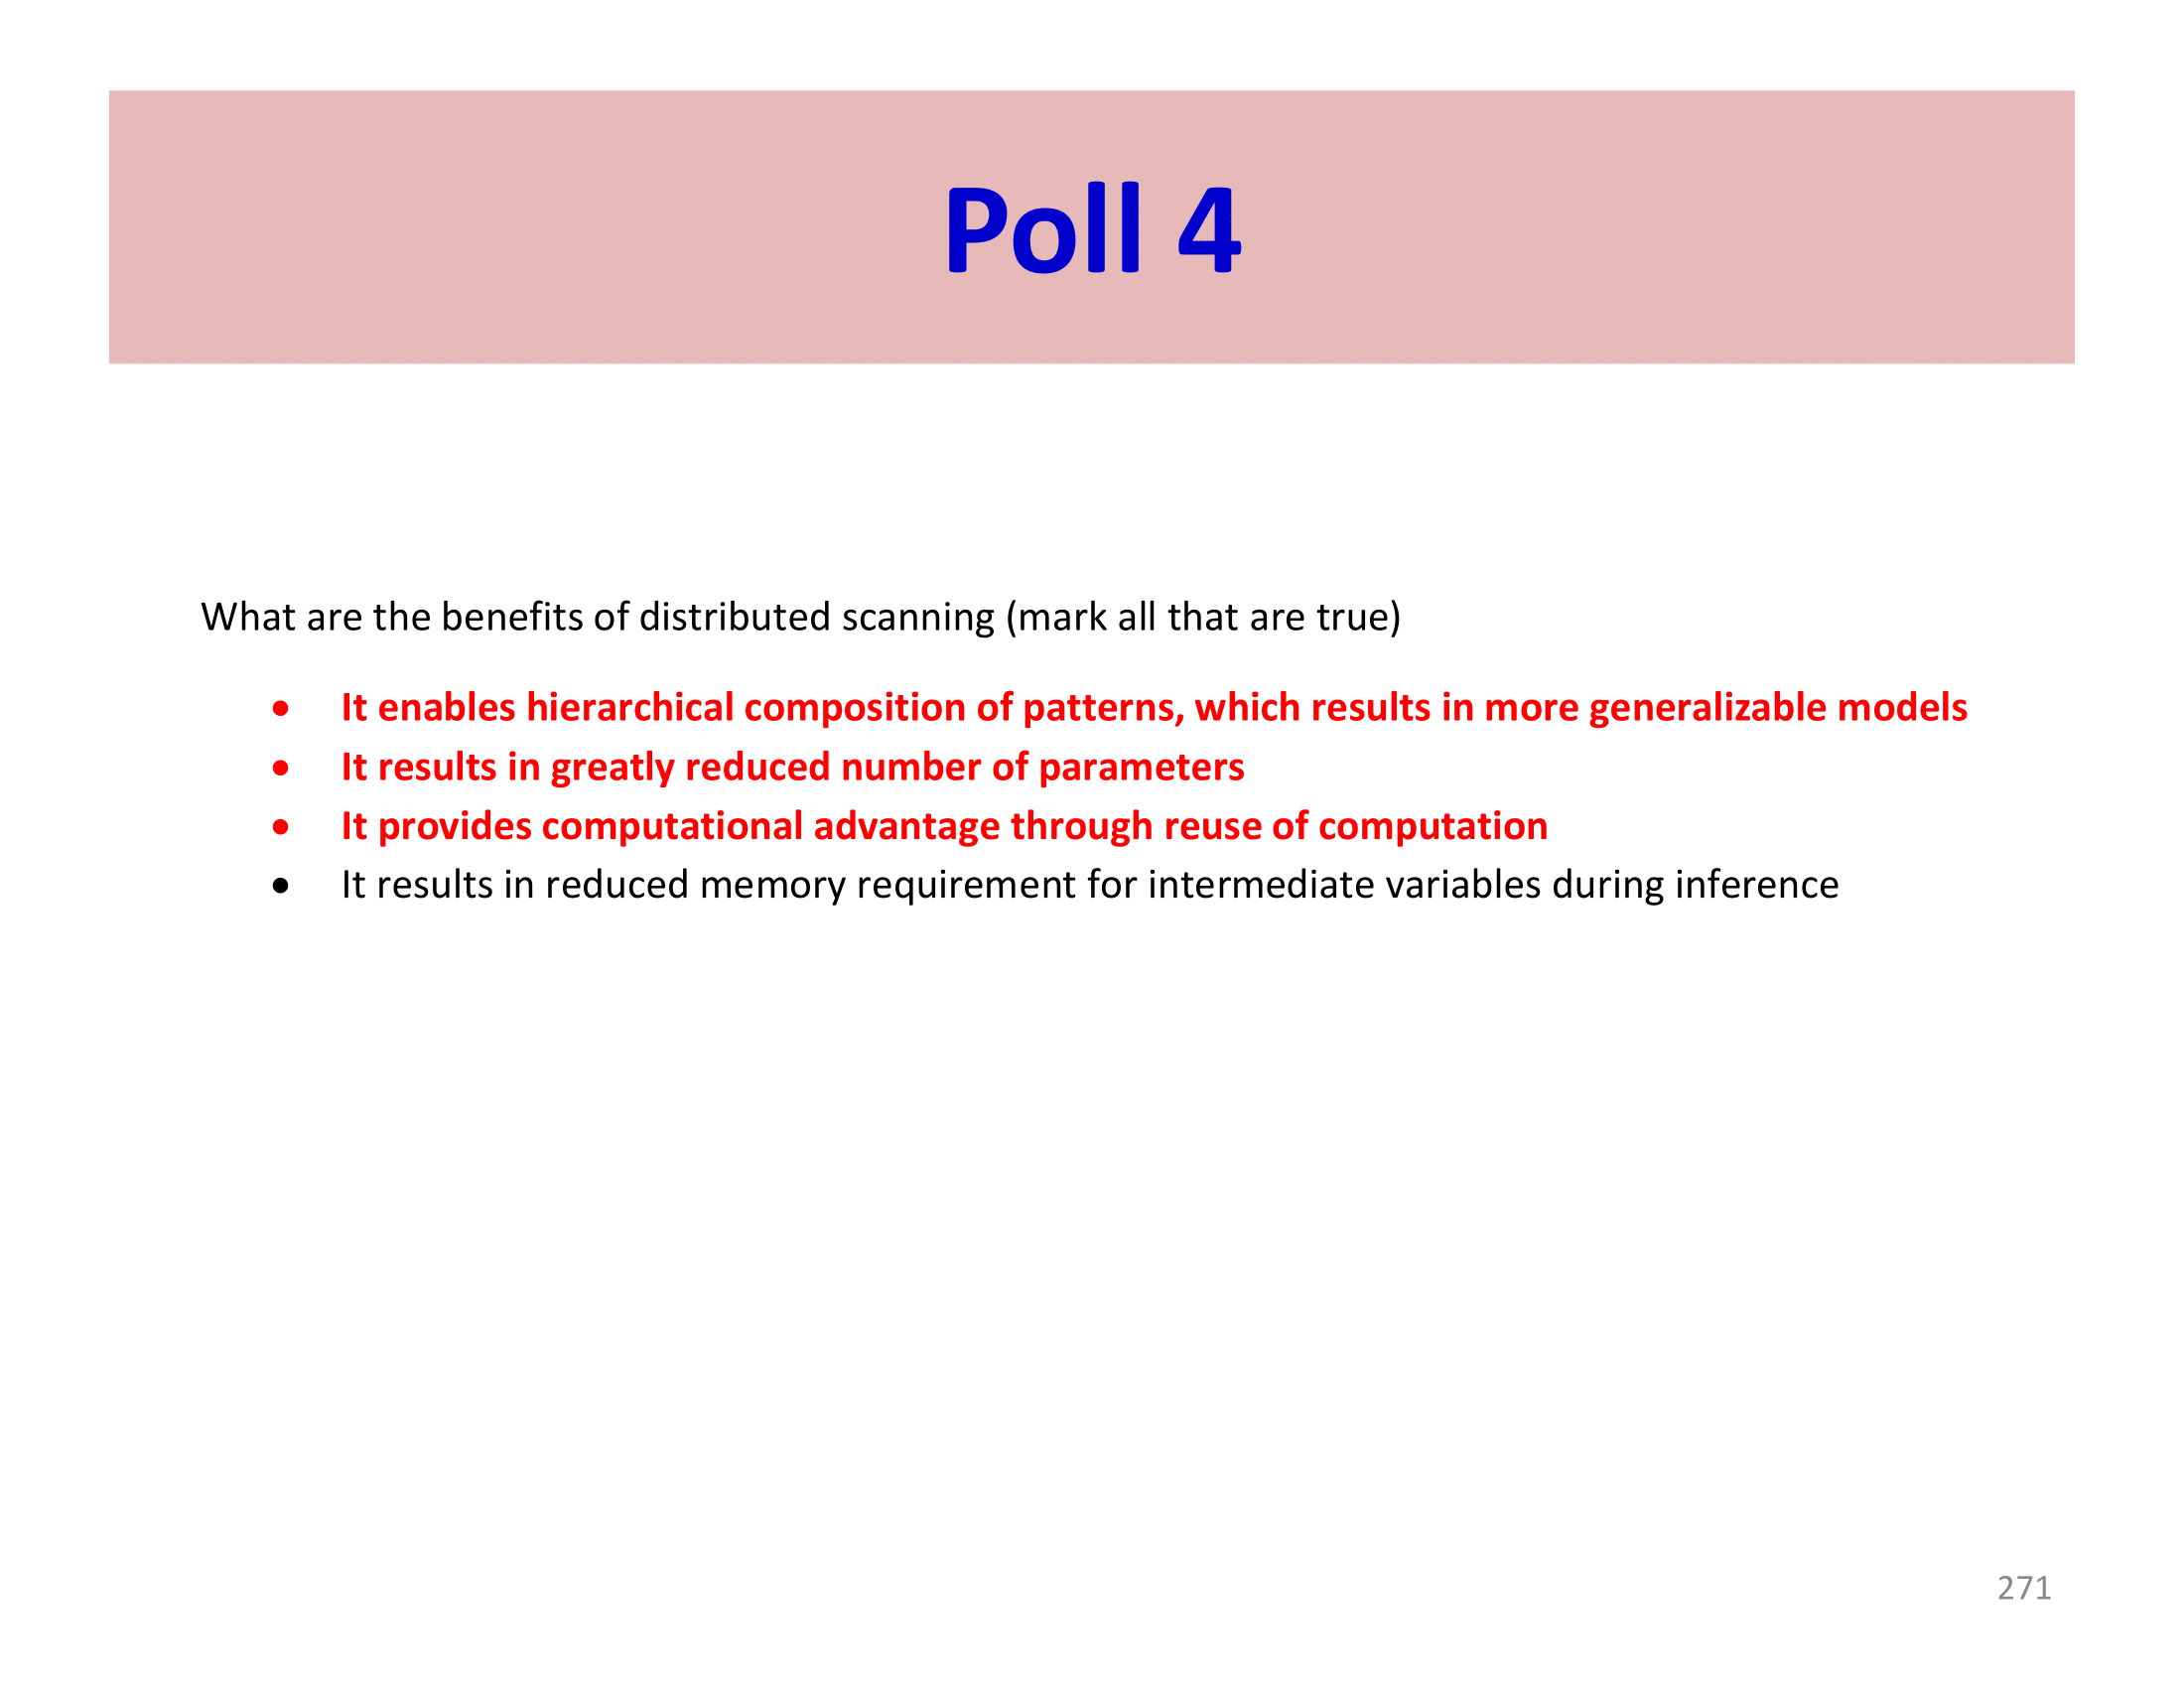 Poll 4
What are the benefits of distributed scanning (mark all that are true)
• It enables hierarchical composition of patterns, which results in more generalizable models
• It results in greatly reduced number of parameters
• It provides computational advantage through reuse of computation
• It results in reduced memory requirement for intermediate variables during inference
271